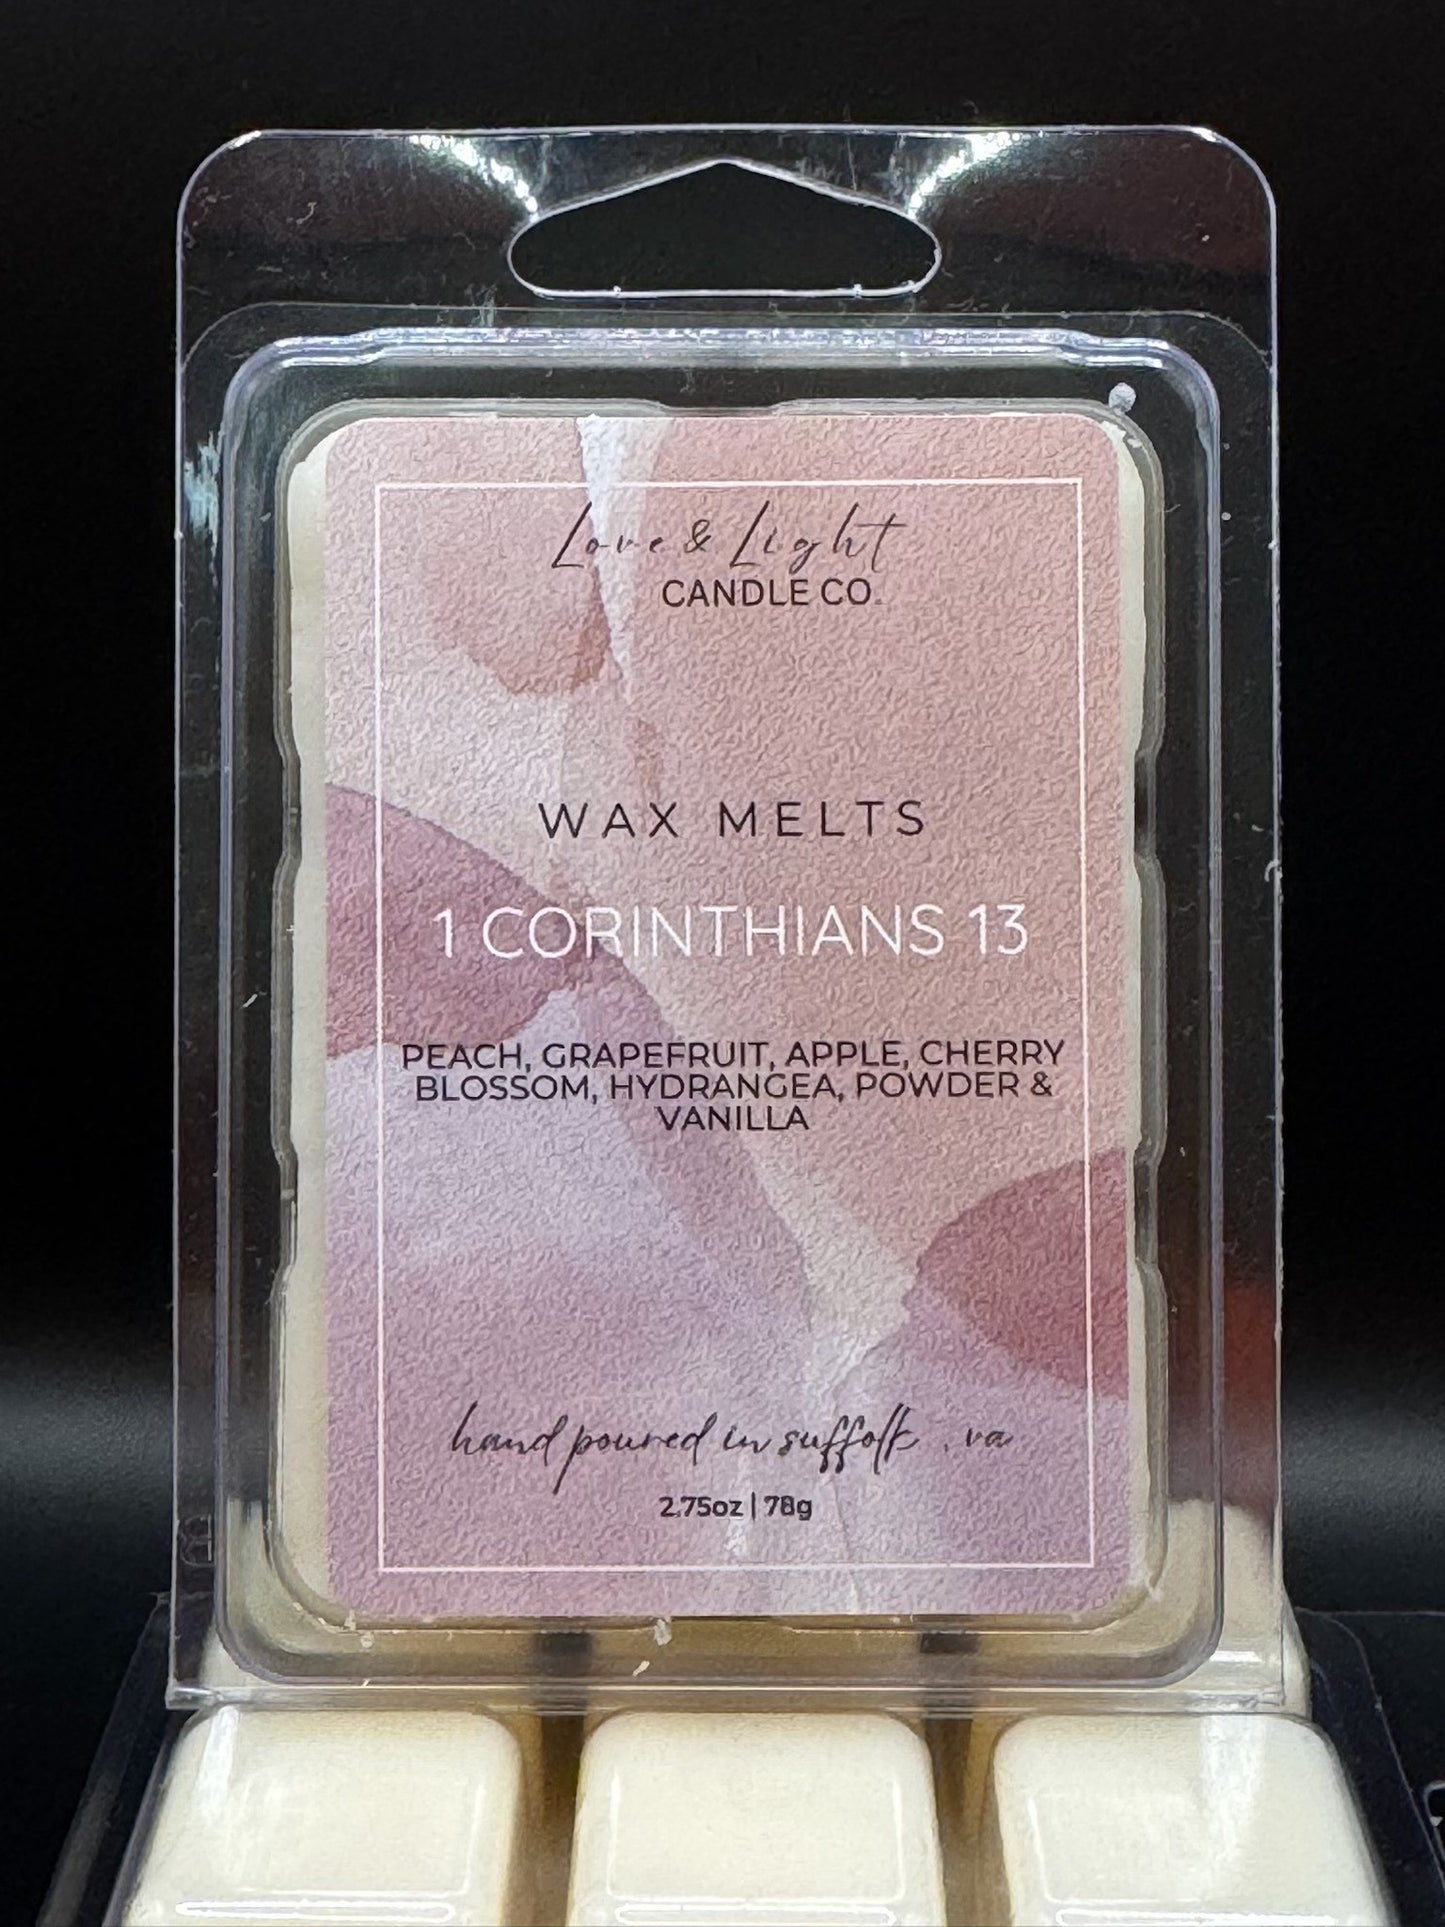 Love & Light
CANDLE CO.
WAX MELTS
1 CORINTHIANS 13
PEACH, GRAPEFRUIT, APPLE, CHERRY
BLOSSOM, HYDRANGEA, POWDER &
VANILLA
hand poured in suffolk, va
2.75oz | 78g